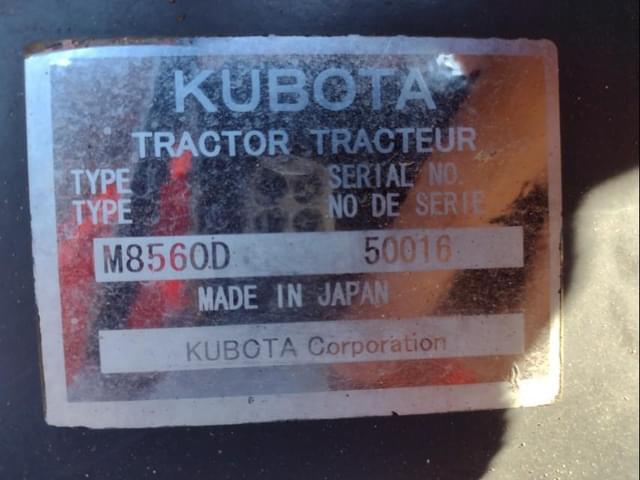 KUBOTA
TRACTOR TRACTEUR
TYPE SERIAL NO.
TYPE NO DE SERIE
M8560D 50016
MADE IN JAPAN
KUBOTA Corporation